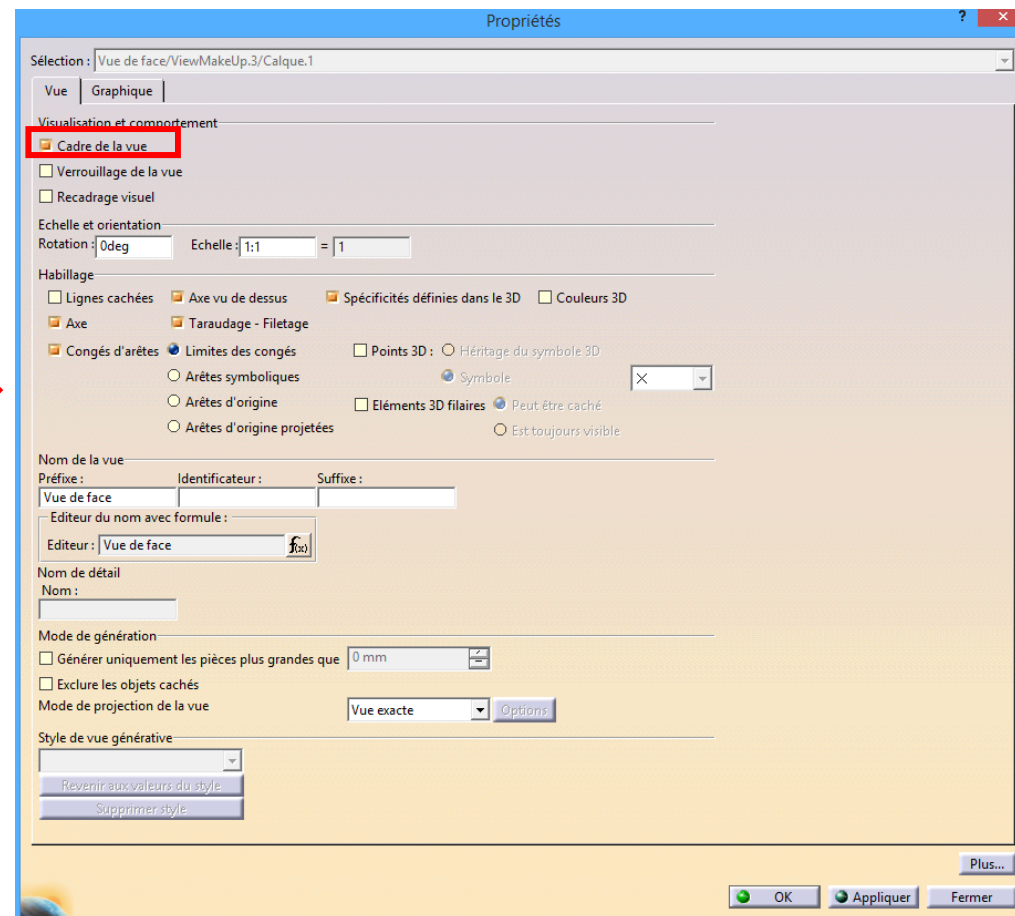 Propriétés ? ×
Sélection : Vue de face/ViewMakeUp.3/Calque.1
Vue Graphique
Visualisation et comportement
Cadre de la vue
Verrouillage de la vue
Recadrage visuel
Echelle et orientation
Rotation : 0deg Echelle : 1:1 = 1
Habillage
Lignes cachées Axe vu de dessus Spécificités définies dans le 3D Couleurs 3D
Axe Taraudage - Filetage
Congés d'arêtes Limites des congés Points 3D : Héritage du symbole 3D
Arêtes symboliques Symbole
Arêtes d'origine Eléments 3D filaires Peut être caché
Arêtes d'origine projetées Est toujours visible
Nom de la vue
Préfixe : Identificateur : Suffixe :
Vue de face
Editeur du nom avec formule :
Editeur : Vue de face f(x)
Nom de détail
Nom :
Mode de génération
Générer uniquement les pièces plus grandes que 0 mm
Exclure les objets cachés
Mode de projection de la vue Vue exacte Options
Style de vue générative
Revenir aux valeurs du style
Supprimer style
Plus...
OK Appliquer Fermer